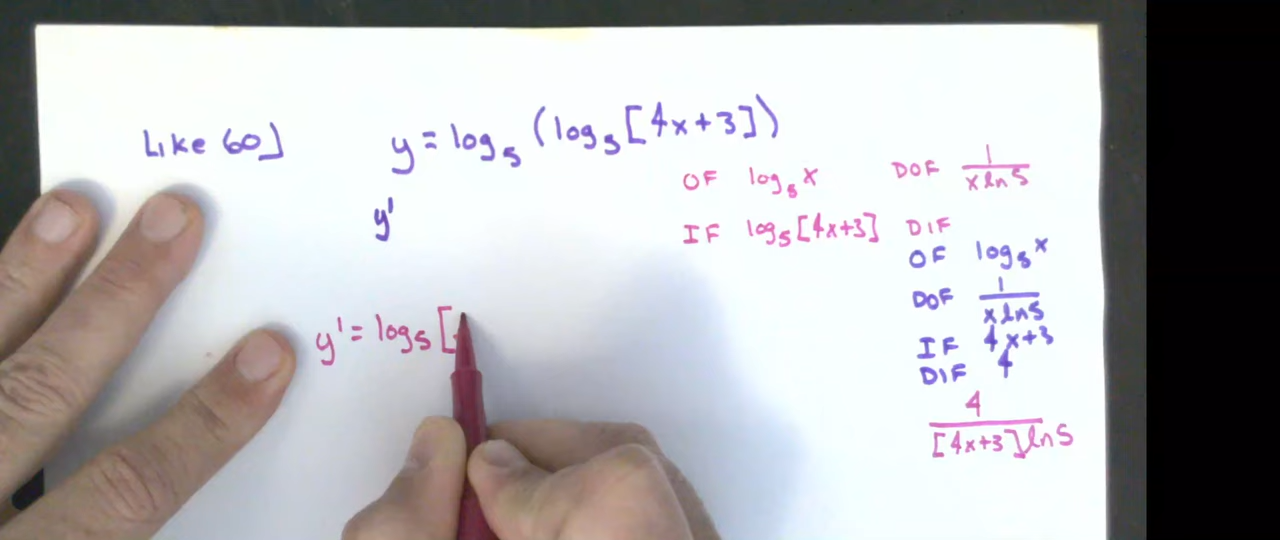 Like 60] y = log₅ (log₅ [4x+3])
OF log₅ x DOF 1/(x ln 5)
y'
IF log₅ [4x+3] DIF
OF log₅ x
DOF 1/(x ln 5)
y' = log₅ [
IF 4x+3
DIF 4
4/([4x+3] ln 5)